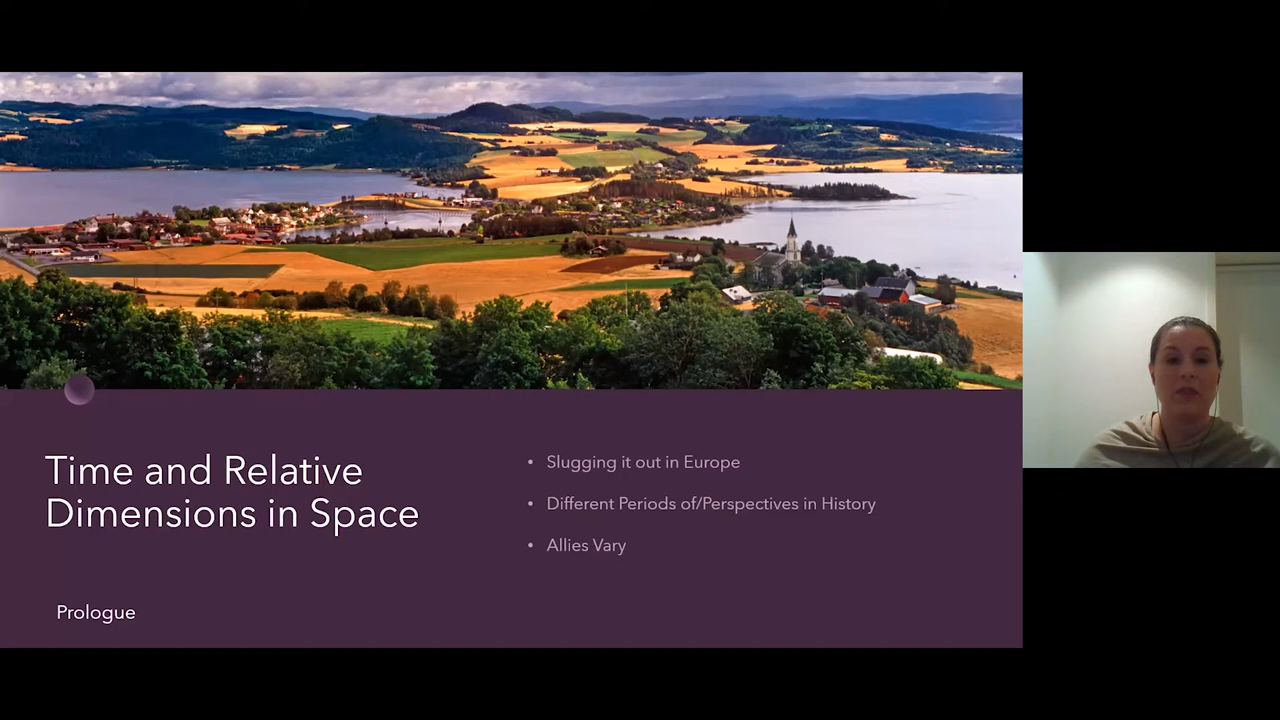 Time and Relative
Dimensions in Space
• Slugging it out in Europe
• Different Periods of/Perspectives in History
• Allies Vary
Prologue